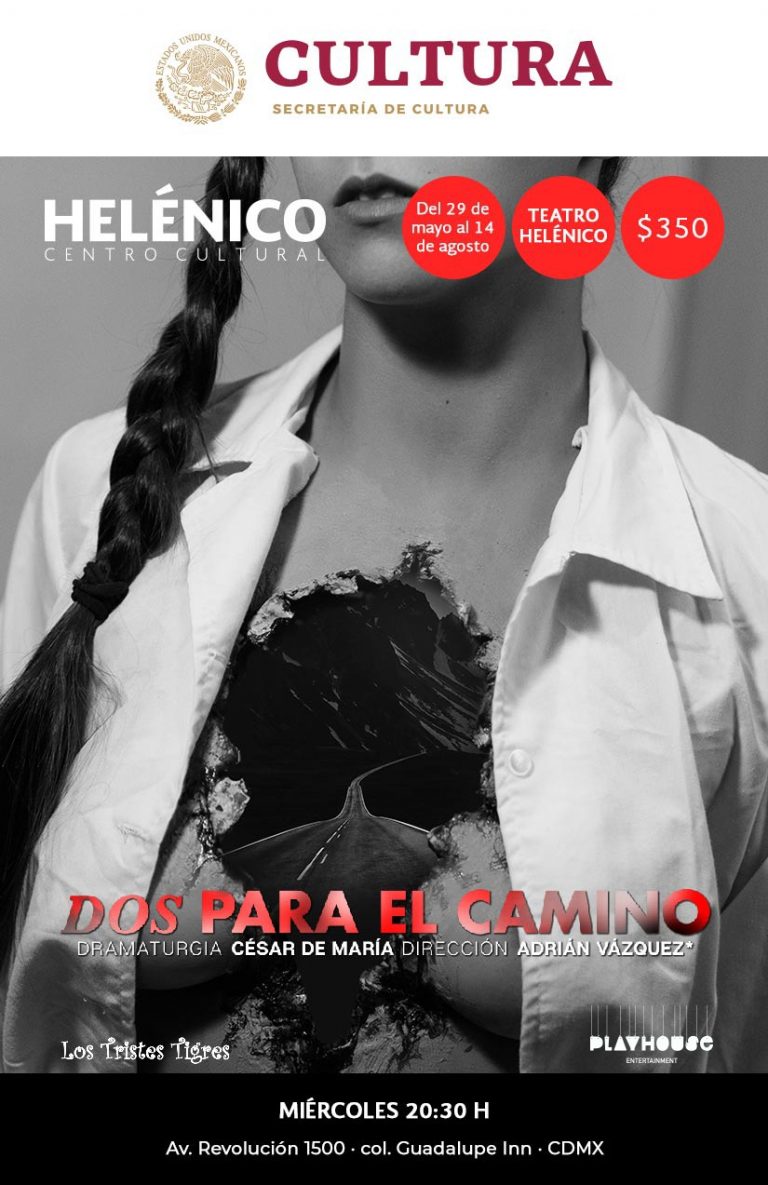 ESTADOS UNIDOS MEXICANOS
CULTURA
SECRETARÍA DE CULTURA
HELÉNICO
CENTRO CULTURAL
Del 29 de
mayo al 14
de agosto
TEATRO
HELÉNICO
$350
DOS PARA EL CAMINO
DRAMATURGIA CÉSAR DE MARÍA DIRECCIÓN ADRIÁN VÁZQUEZ*
Los Tristes Tigres
PLAYHOUSE
ENTERTAINMENT
MIÉRCOLES 20:30 H
Av. Revolución 1500 · col. Guadalupe Inn · CDMX